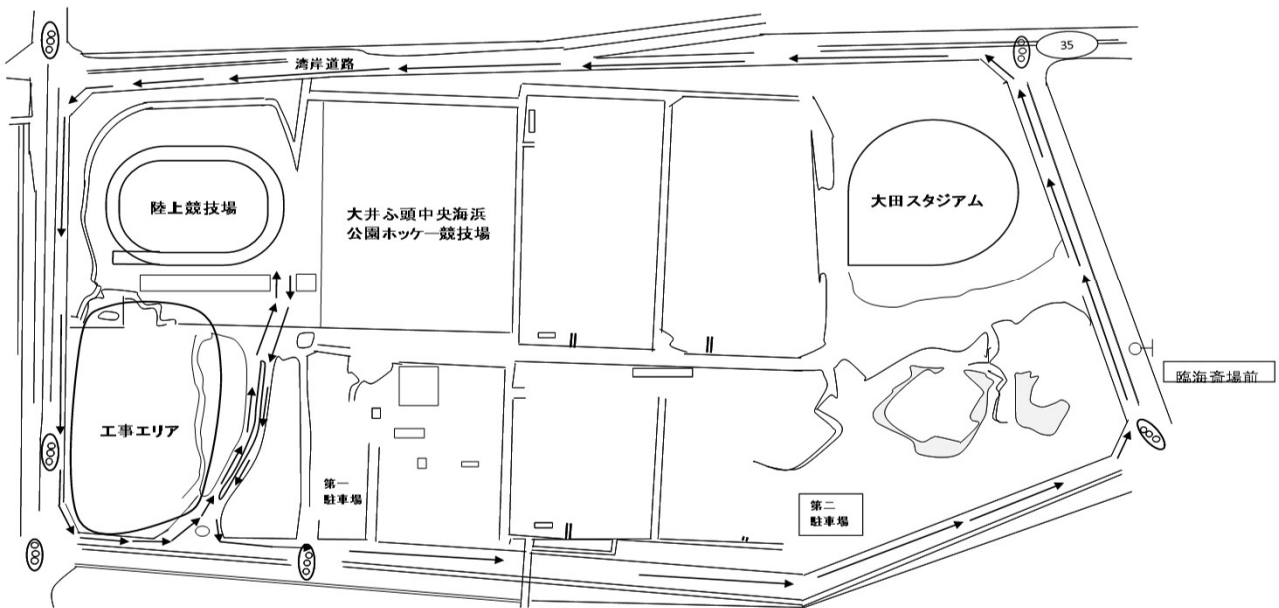 35
湾岸道路
陸上競技場
大井ふ頭中央海浜
公園ホッケー競技場
大田スタジアム
臨海斎場前
工事エリア
第一
駐車場
第二
駐車場